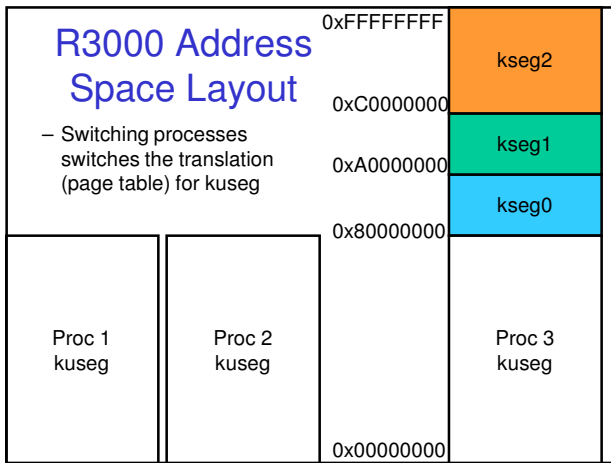 R3000 Address
Space Layout
– Switching processes
switches the translation
(page table) for kuseg
0xFFFFFFFF
kseg2
0xC0000000
kseg1
0xA0000000
kseg0
0x80000000
Proc 1
kuseg
Proc 2
kuseg
Proc 3
kuseg
0x00000000